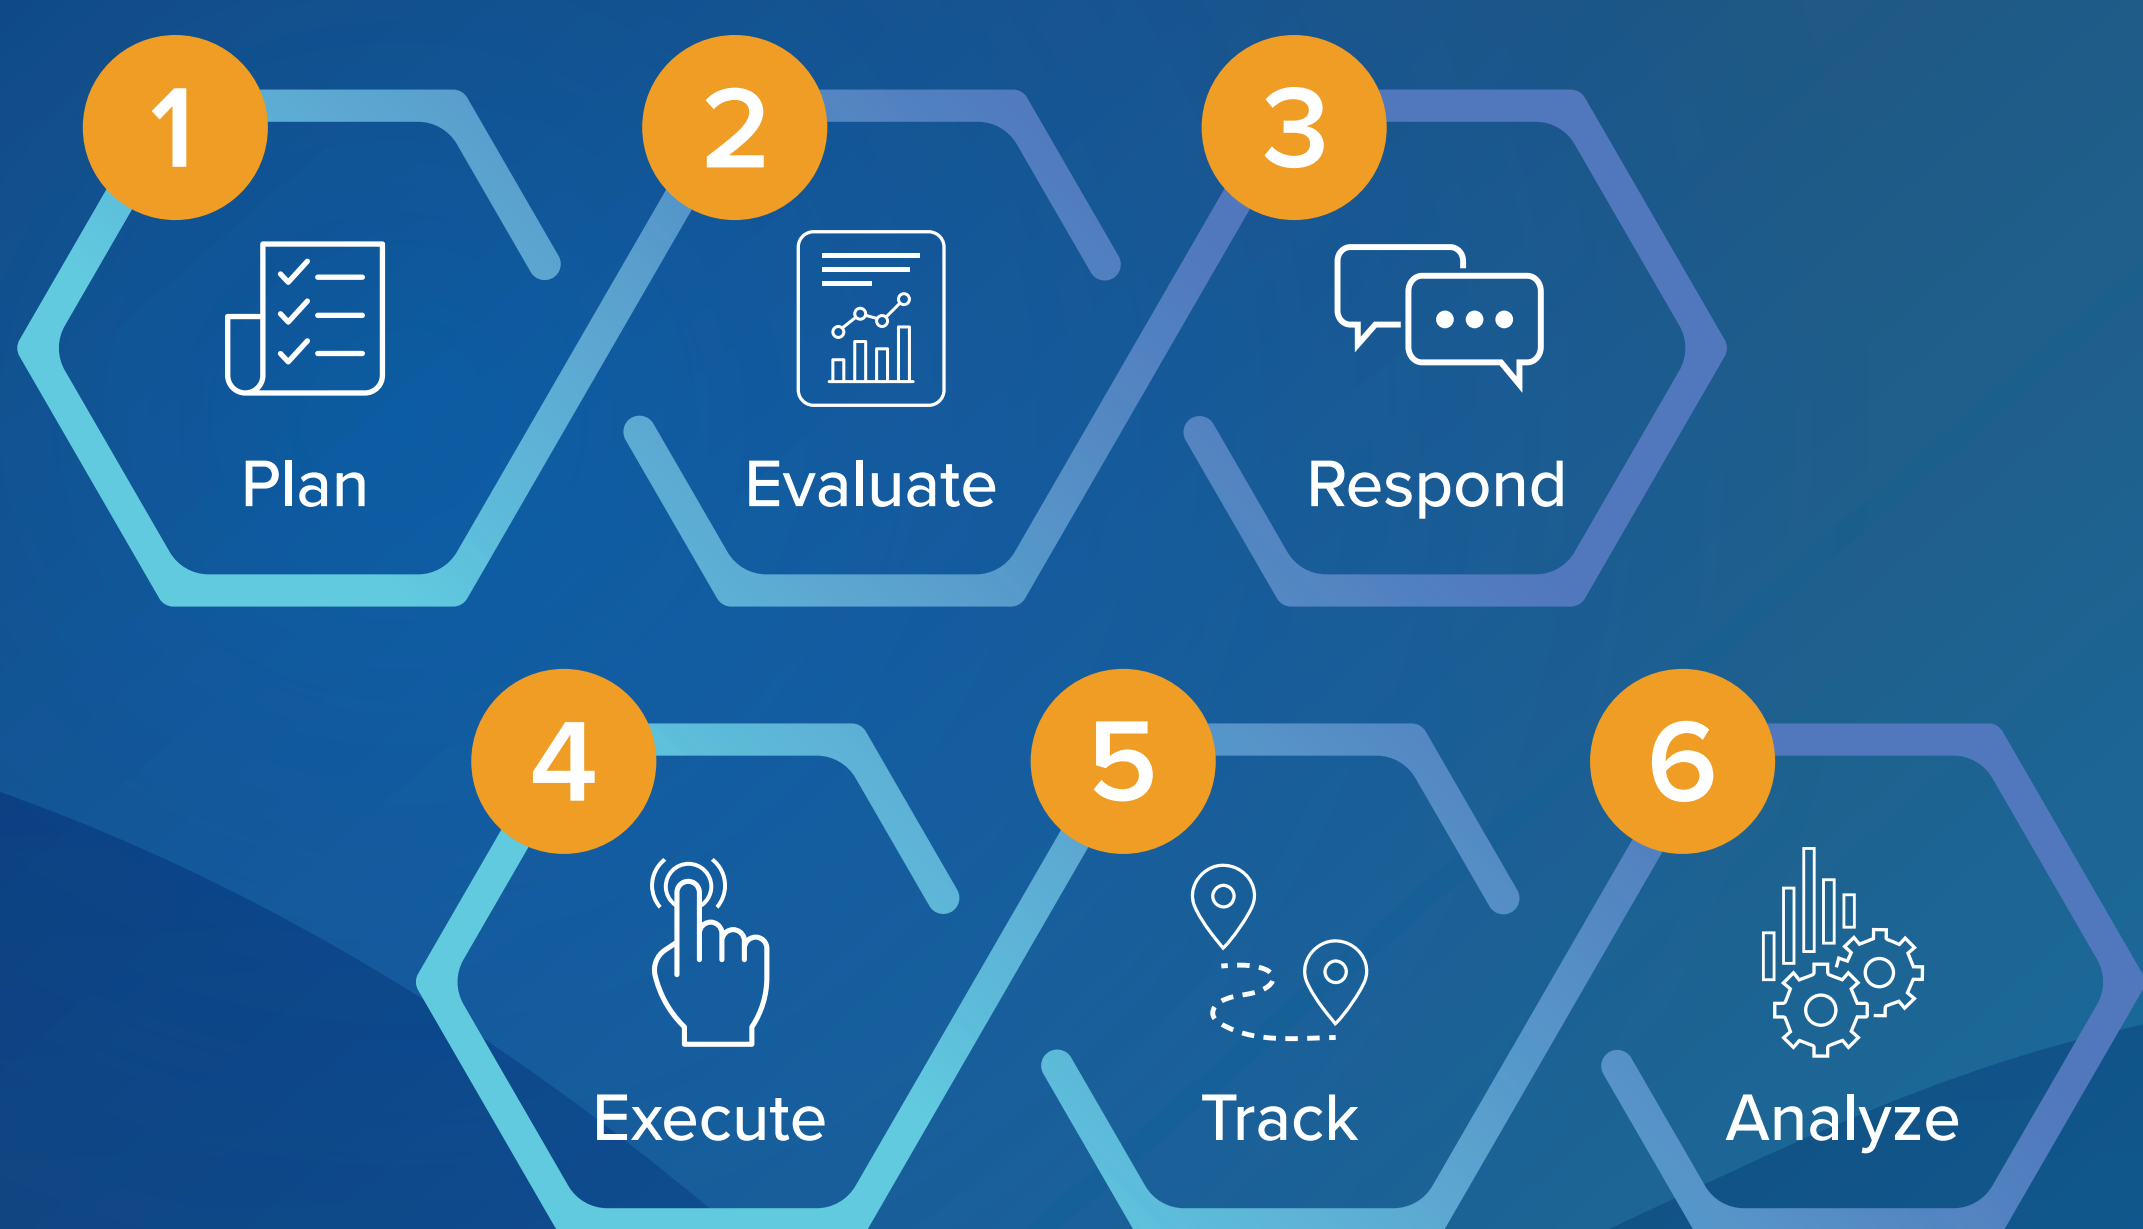 1
Plan
2
Evaluate
3
Respond
4
Execute
5
Track
6
Analyze